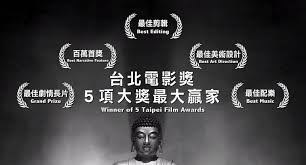 最佳剪輯
Best Editing
百萬首獎
Best Narrative Feature
最佳美術設計
Best Art Direction
最佳劇情長片
Grand Prize
最佳配樂
Best Music
台北電影獎
5項大獎最大贏家
Winner of 5 Taipei Film Awards